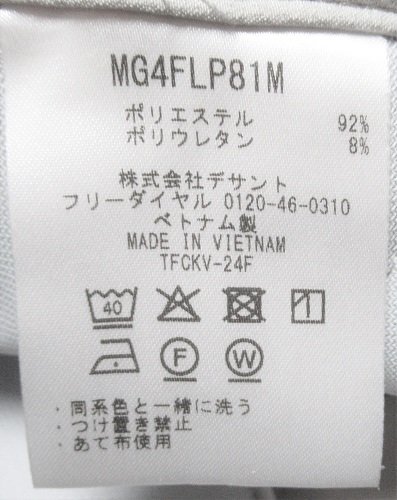 MG4FLP81M
ポリエステル 92%
ポリウレタン 8%
株式会社デサント
フリーダイヤル 0120-46-0310
ベトナム製
MADE IN VIETNAM
TFCKV-24F
40
F W
・同系色と一緒に洗う
・つけ置き禁止
・あて布使用